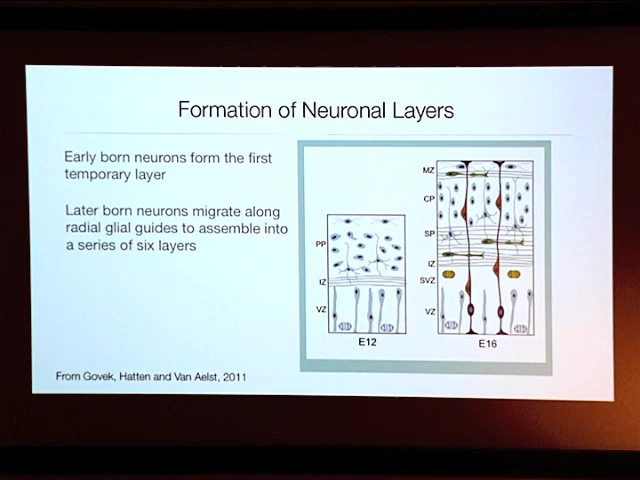 Formation of Neuronal Layers
Early born neurons form the first
temporary layer
Later born neurons migrate along
radial glial guides to assemble into
a series of six layers
PP
IZ
VZ
E12
MZ
CP
SP
IZ
SVZ
VZ
E16
From Govek, Hatten and Van Aelst, 2011